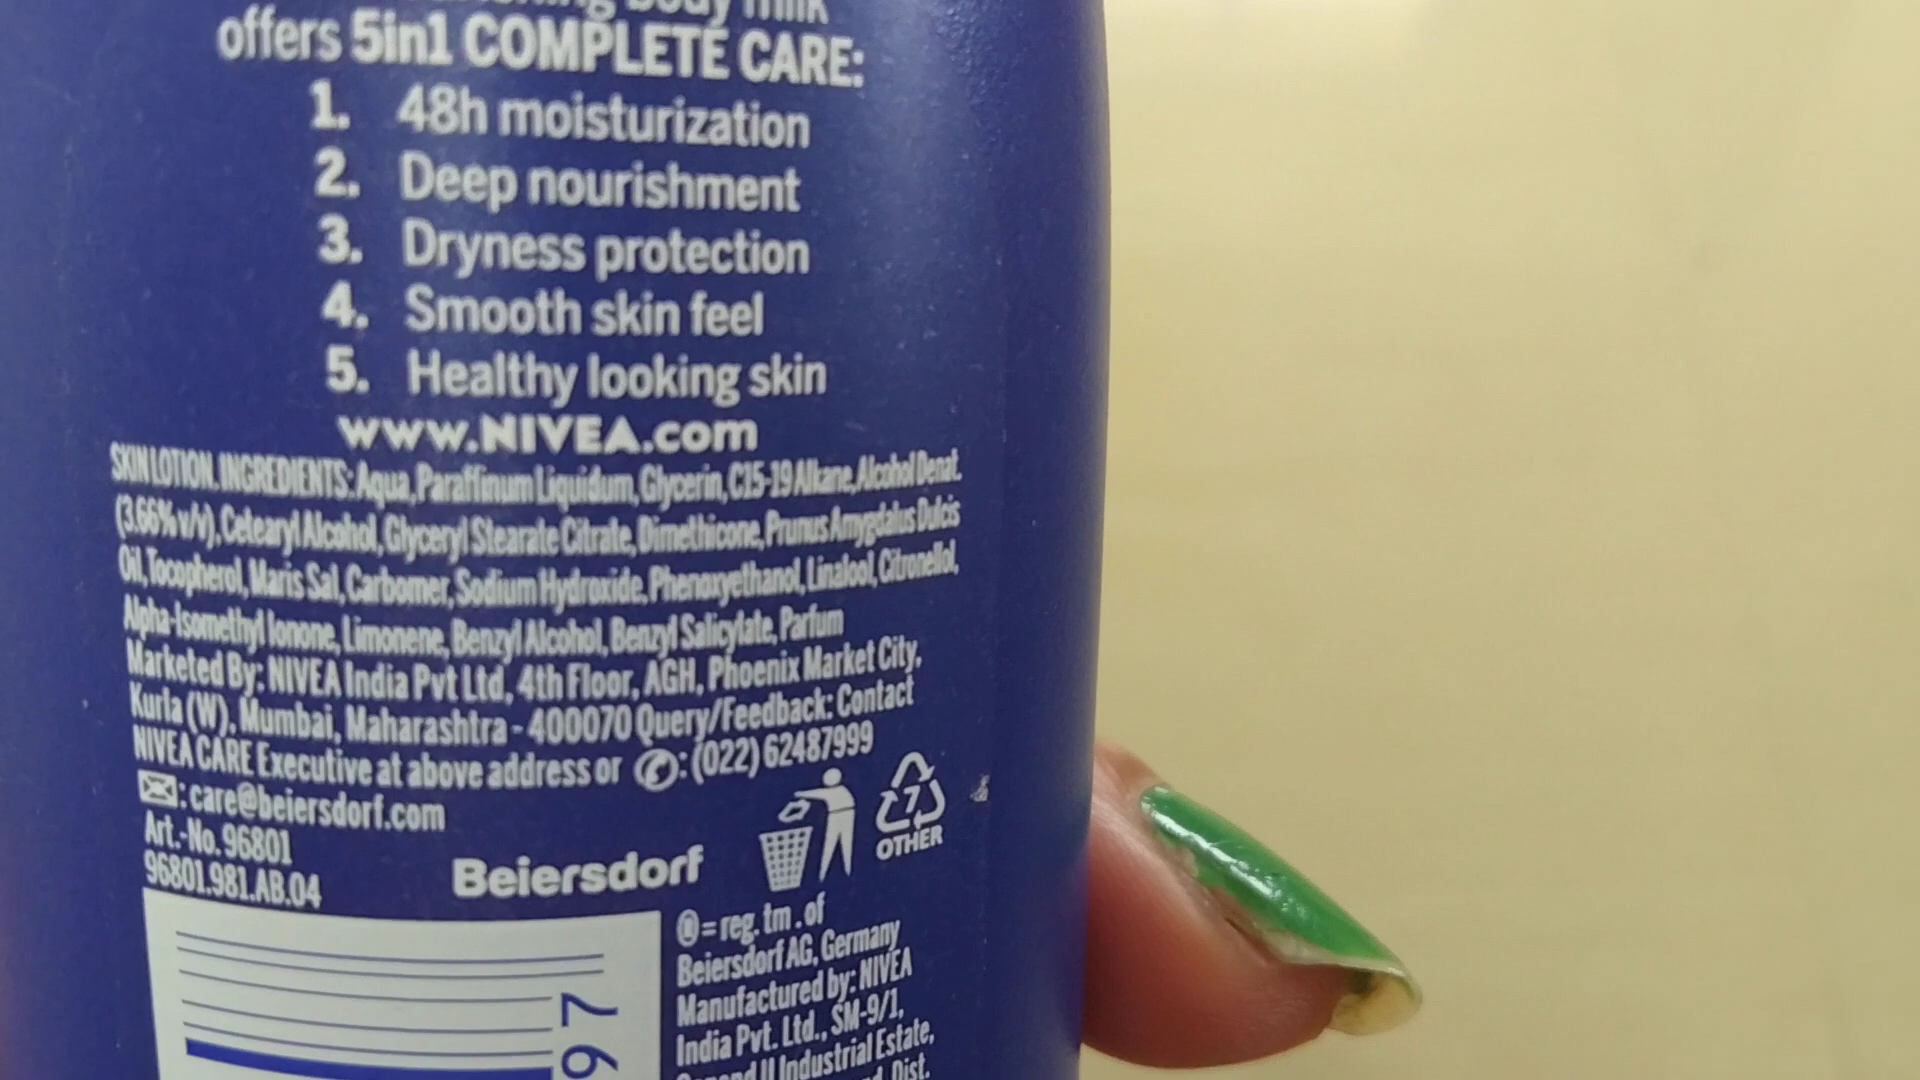 Body milk
offers 5in1 COMPLETE CARE:
1. 48h moisturization
2. Deep nourishment
3. Dryness protection
4. Smooth skin feel
5. Healthy looking skin
www.NIVEA.com
SKIN LOTION. INGREDIENTS: Aqua, Paraffinum Liquidum, Glycerin, C15-19 Alkane, Alcohol Denat.
(3.66% v/v), Cetearyl Alcohol, Glyceryl Stearate Citrate, Dimethicone, Prunus Amygdalus Dulcis
Oil, Tocopherol, Maris Sal, Carbomer, Sodium Hydroxide, Phenoxyethanol, Linalool, Citronellol,
Alpha-Isomethyl Ionone, Limonene, Benzyl Alcohol, Benzyl Salicylate, Parfum
Marketed By: NIVEA India Pvt Ltd, 4th Floor, AGH, Phoenix Market City,
Kurla (W), Mumbai, Maharashtra - 400070 Query/Feedback: Contact
NIVEA CARE Executive at above address or ✆: (022) 62487999
✉: care@beiersdorf.com
Art.-No. 96801
96801.981.AB.04
Beiersdorf
7
OTHER
® = reg. tm. of
Beiersdorf AG, Germany
Manufactured by: NIVEA
India Pvt. Ltd., SM-9/1,
II Industrial Estate,
Dist.
97